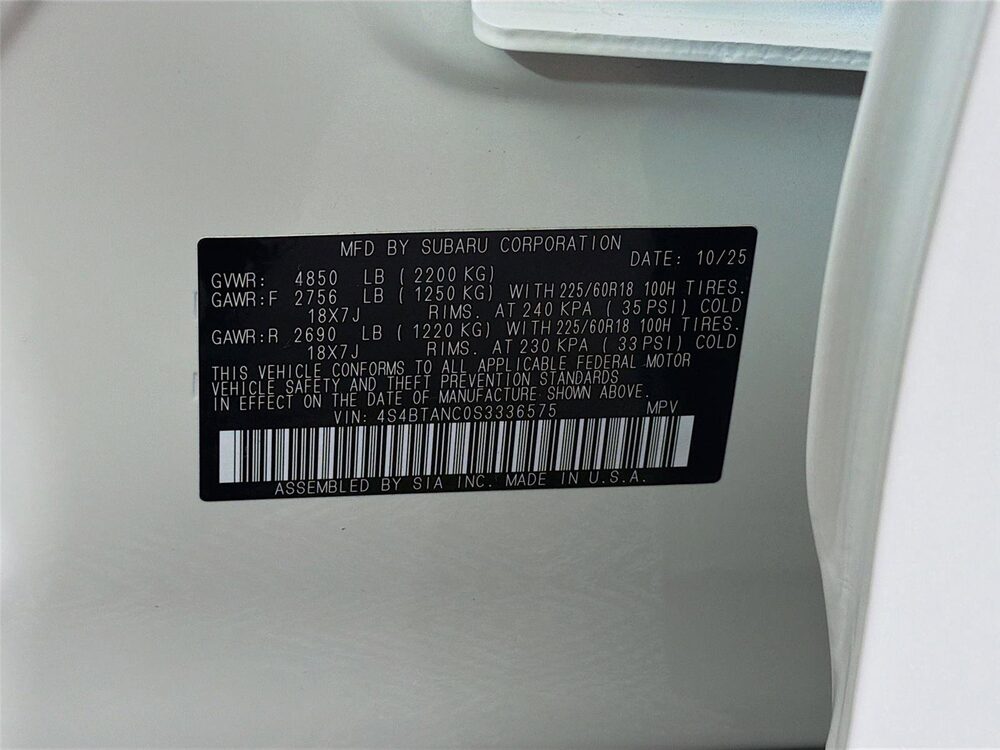 MFD BY SUBARU CORPORATION
DATE: 10/25
GVWR: 4850 LB (2200 KG)
GAWR:F 2756 LB (1250 KG) WITH 225/60R18 100H TIRES.
18X7J RIMS. AT 240 KPA (35 PSI) COLD
GAWR:R 2690 LB (1220 KG) WITH 225/60R18 100H TIRES.
18X7J RIMS. AT 230 KPA (33 PSI) COLD
THIS VEHICLE CONFORMS TO ALL APPLICABLE FEDERAL MOTOR
VEHICLE SAFETY AND THEFT PREVENTION STANDARDS
IN EFFECT ON THE DATE OF MANUFACTURE SHOWN ABOVE.
VIN: 4S4BTANC0S3336575 MPV
ASSEMBLED BY SIA INC. MADE IN U.S.A.